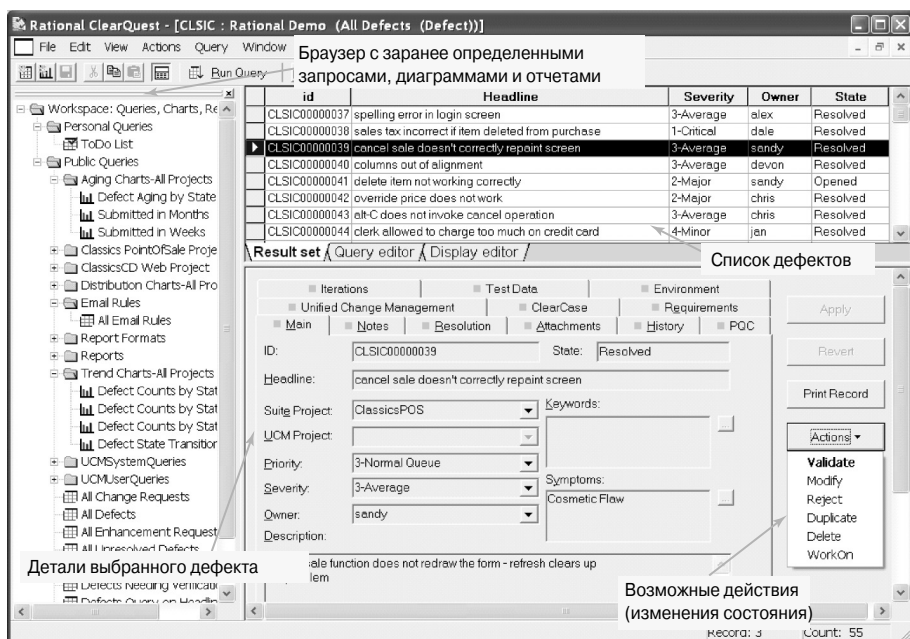 Rational ClearQuest - [CLSIC : Rational Demo (All Defects (Defect))]
File Edit View Actions Query Window
Браузер с заранее определенными
запросами, диаграммами и отчетами
Run Query
Workspace: Queries, Charts, Re
Personal Queries
ToDo List
Public Queries
Aging Charts-All Projects
Defect Aging by State
Submitted in Months
Submitted in Weeks
Classics PointOfSale Proje
ClassicsCD Web Project
Distribution Charts-All Pro
Email Rules
All Email Rules
Report Formats
Reports
Trend Charts-All Projects
Defect Counts by Stat
Defect Counts by Stat
Defect Counts by Stat
Defect State Transition
UCMSystemQueries
UCMUserQueries
All Change Requests
All Defects
All Enhancement Request
All Unresolved Defects
Детали выбранного дефекта
Defects Needing Verificatio
Defects Query on Headlin
id Headline Severity Owner State
CLSIC00000037 spelling error in login screen 3-Average alex Resolved
CLSIC00000038 sales tax incorrect if item deleted from purchase 1-Critical dale Resolved
CLSIC00000039 cancel sale doesn't correctly repaint screen 3-Average sandy Resolved
CLSIC00000040 columns out of alignment 3-Average devon Resolved
CLSIC00000041 delete item not working correctly 2-Major sandy Opened
CLSIC00000042 override price does not work 2-Major chris Resolved
CLSIC00000043 alt-C does not invoke cancel operation 3-Average chris Resolved
CLSIC00000044 clerk allowed to charge too much on credit card 4-Minor jan Resolved
Result set Query editor Display editor
Список дефектов
Iterations Test Data Environment
Unified Change Management ClearCase Requirements
Main Notes Resolution Attachments History PQC
ID: CLSIC00000039 State: Resolved
Headline: cancel sale doesn't correctly repaint screen
Suite Project: ClassicsPOS Keywords:
UCM Project:
Priority: 3-Normal Queue
Severity: 3-Average Symptoms:
Cosmetic Flaw
Owner: sandy
Description:
sale function does not redraw the form - refresh clears up
Apply
Revert
Print Record
Actions
Validate
Modify
Reject
Duplicate
Delete
WorkOn
Возможные действия
(изменения состояния)
Record: 3 Count: 55